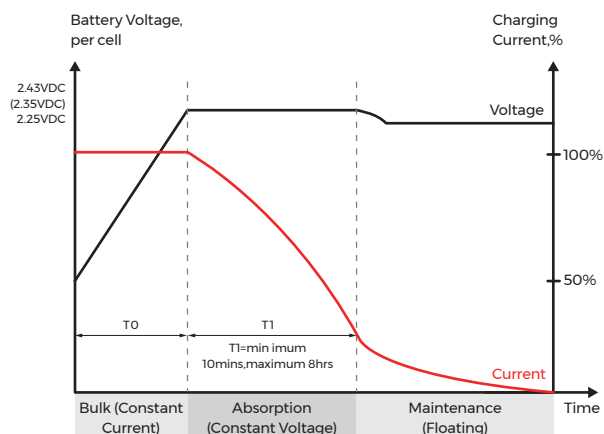 Battery Voltage,
per cell
Charging
Current,%
2.43VDC
(2.35VDC)
2.25VDC
Voltage
100%
50%
T0
T1
T1=min imum
10mins,maximum 8hrs
Current
Time
Bulk (Constant
Current)
Absorption
(Constant Voltage)
Maintenance
(Floating)